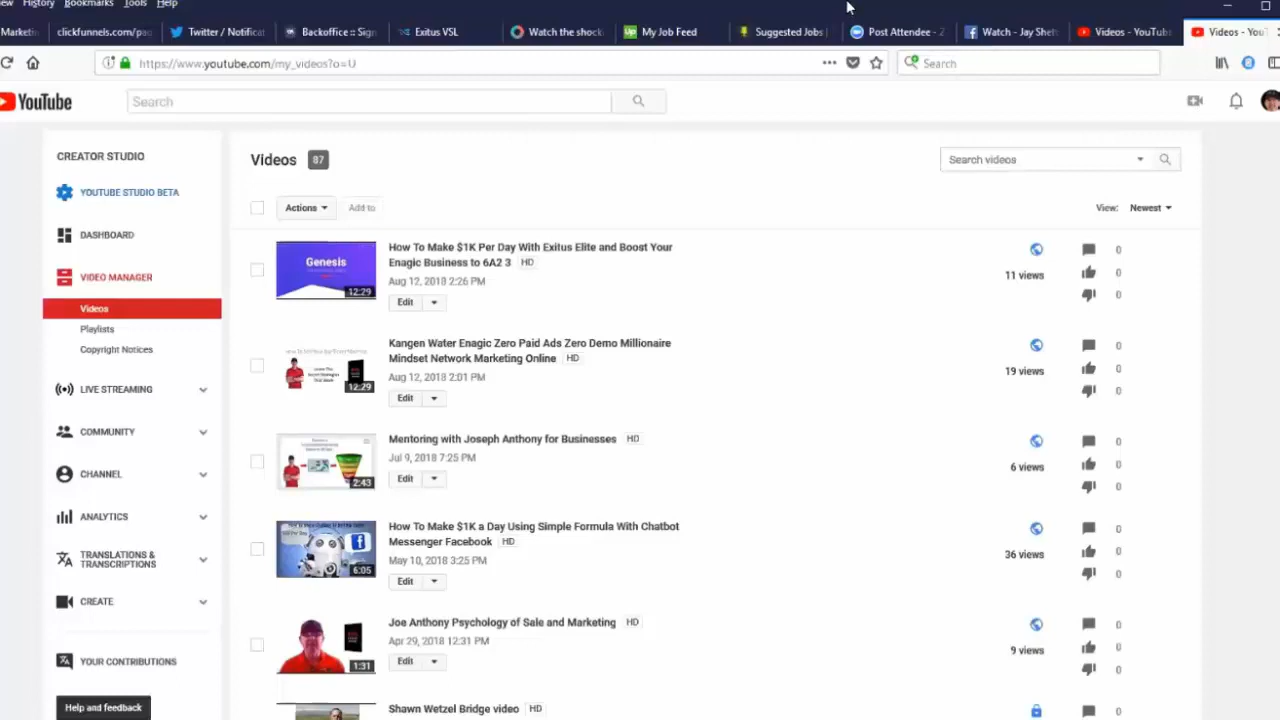 History Bookmarks Tools Help
clickfunnels.com/pa
Twitter / Notificat
Backoffice :: Sign
Exitus VSL
Watch the shock
My Job Feed
Suggested Jobs
Post Attendee - Z
Watch - Jay She
Videos - YouTub
Videos - YouT
https://www.youtube.com/my_videos?o=U
Search
YouTube
Search
CREATOR STUDIO
YOUTUBE STUDIO BETA
DASHBOARD
VIDEO MANAGER
Videos
Playlists
Copyright Notices
LIVE STREAMING
COMMUNITY
CHANNEL
ANALYTICS
TRANSLATIONS &
TRANSCRIPTIONS
CREATE
YOUR CONTRIBUTIONS
Help and feedback
Videos 87
Search videos
Actions Add to
View: Newest
Genesis
12:29
How To Make $1K Per Day With Exitus Elite and Boost Your
Enagic Business to 6A2 3 HD
Aug 12, 2018 2:26 PM
Edit
11 views
0
0
0
12:29
Kangen Water Enagic Zero Paid Ads Zero Demo Millionaire
Mindset Network Marketing Online HD
Aug 12, 2018 2:01 PM
Edit
19 views
0
0
0
2:43
Mentoring with Joseph Anthony for Businesses HD
Jul 9, 2018 7:25 PM
Edit
6 views
0
0
0
6:05
How To Make $1K a Day Using Simple Formula With Chatbot
Messenger Facebook HD
May 10, 2018 3:25 PM
Edit
36 views
0
0
0
1:31
Joe Anthony Psychology of Sale and Marketing HD
Apr 29, 2018 12:31 PM
Edit
9 views
0
0
0
Shawn Wetzel Bridge video HD
0